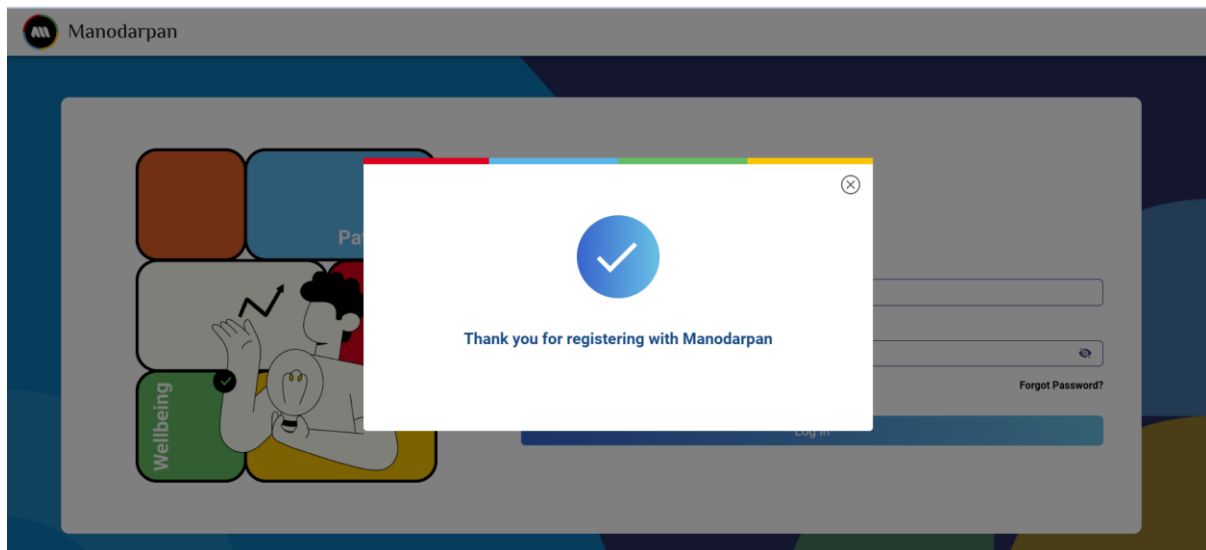 Manodarpan
Thank you for registering with Manodarpan
Forgot Password?
Log In
Wellbeing